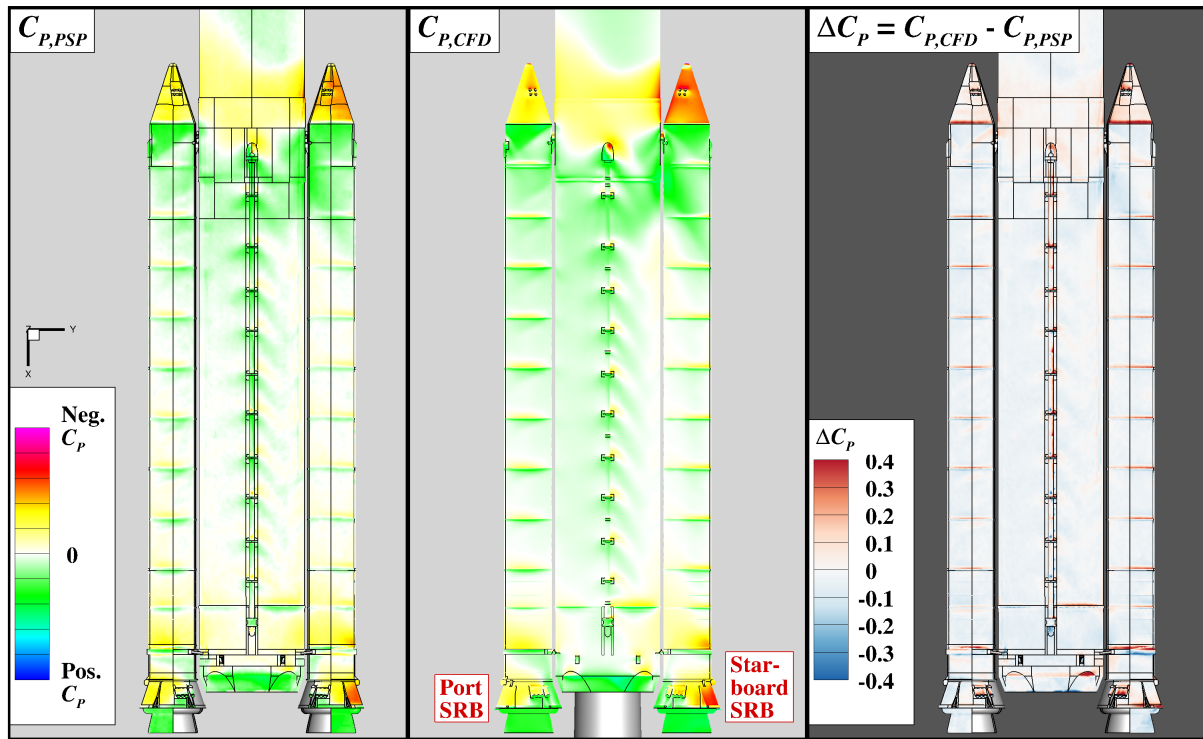 C_P,PSP
C_P,CFD
ΔC_P = C_P,CFD - C_P,PSP
Z
Y
X
Neg.
C_P
0
Pos.
C_P
Port
SRB
Star-
board
SRB
ΔC_P
0.4
0.3
0.2
0.1
0
-0.1
-0.2
-0.3
-0.4